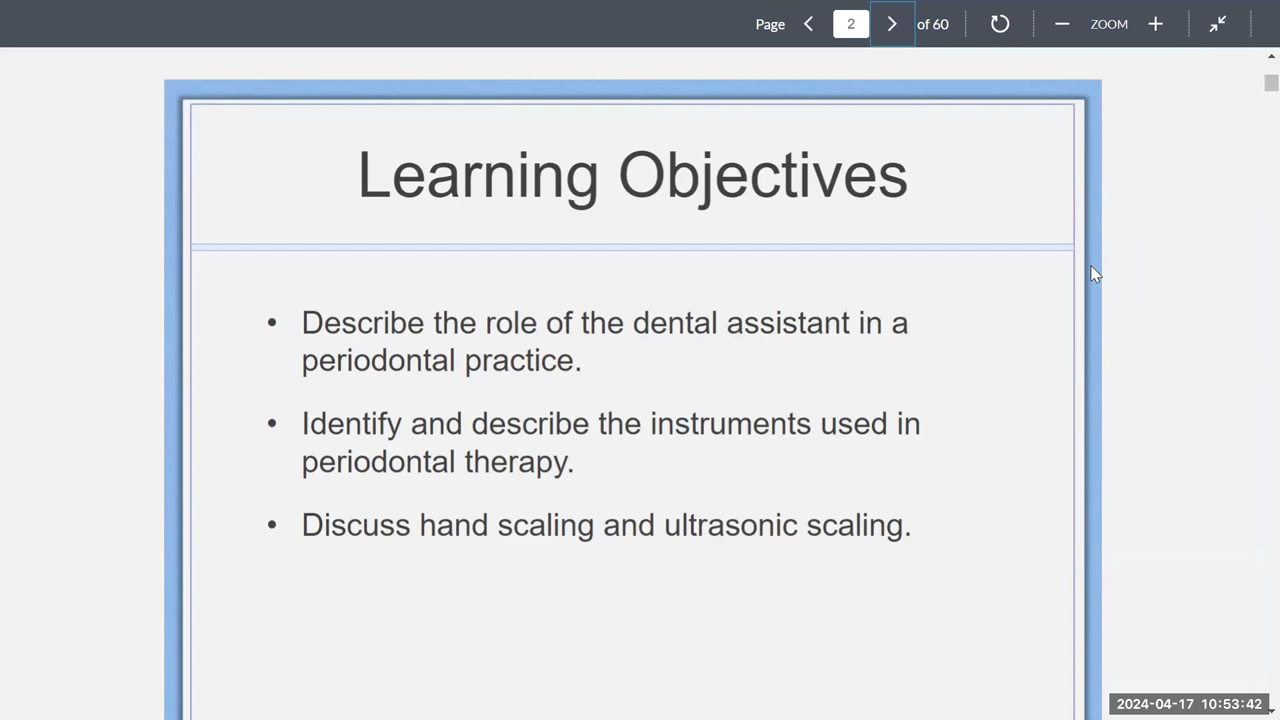 Page 2 of 60 ZOOM
Learning Objectives
• Describe the role of the dental assistant in a
periodontal practice.
• Identify and describe the instruments used in
periodontal therapy.
• Discuss hand scaling and ultrasonic scaling.
2024-04-17 10:53:42